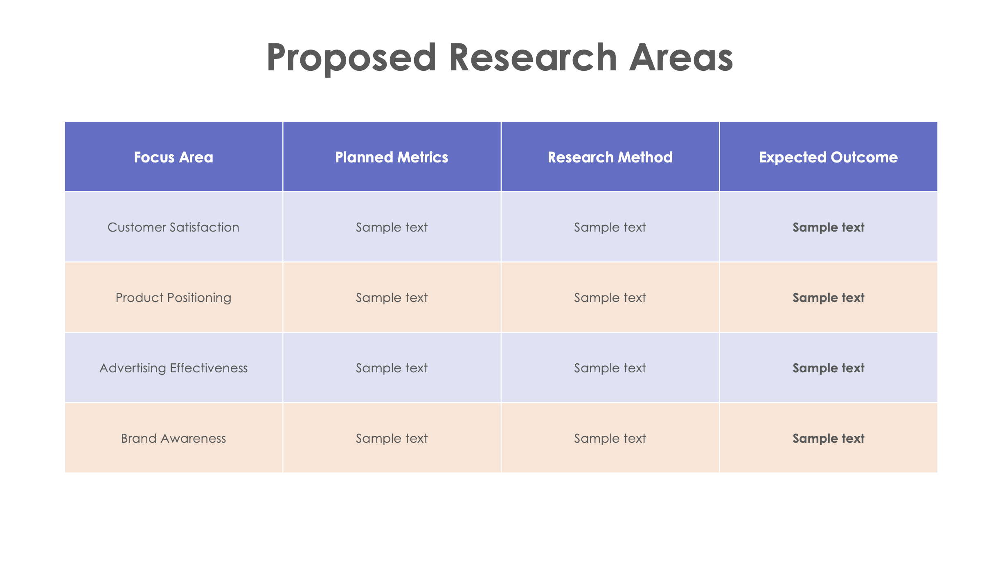 Proposed Research Areas
Focus Area Planned Metrics Research Method Expected Outcome
Customer Satisfaction Sample text Sample text Sample text
Product Positioning Sample text Sample text Sample text
Advertising Effectiveness Sample text Sample text Sample text
Brand Awareness Sample text Sample text Sample text